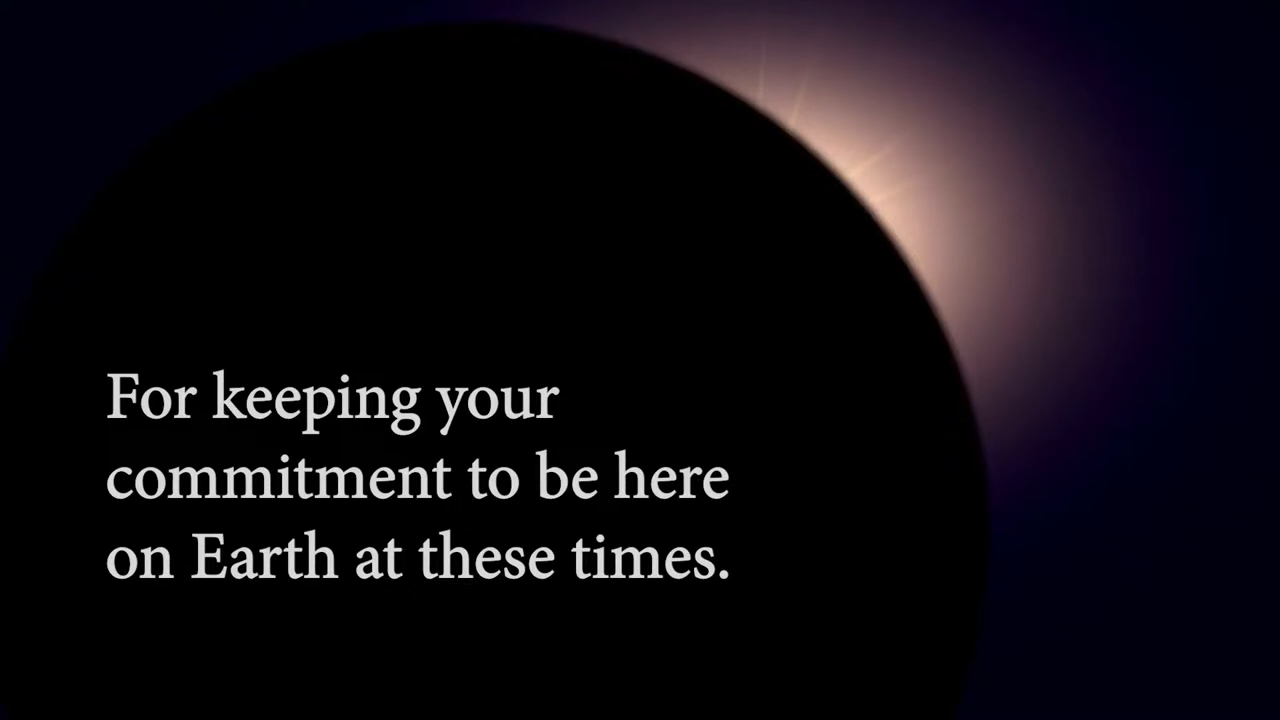 For keeping your
commitment to be here
on Earth at these times.